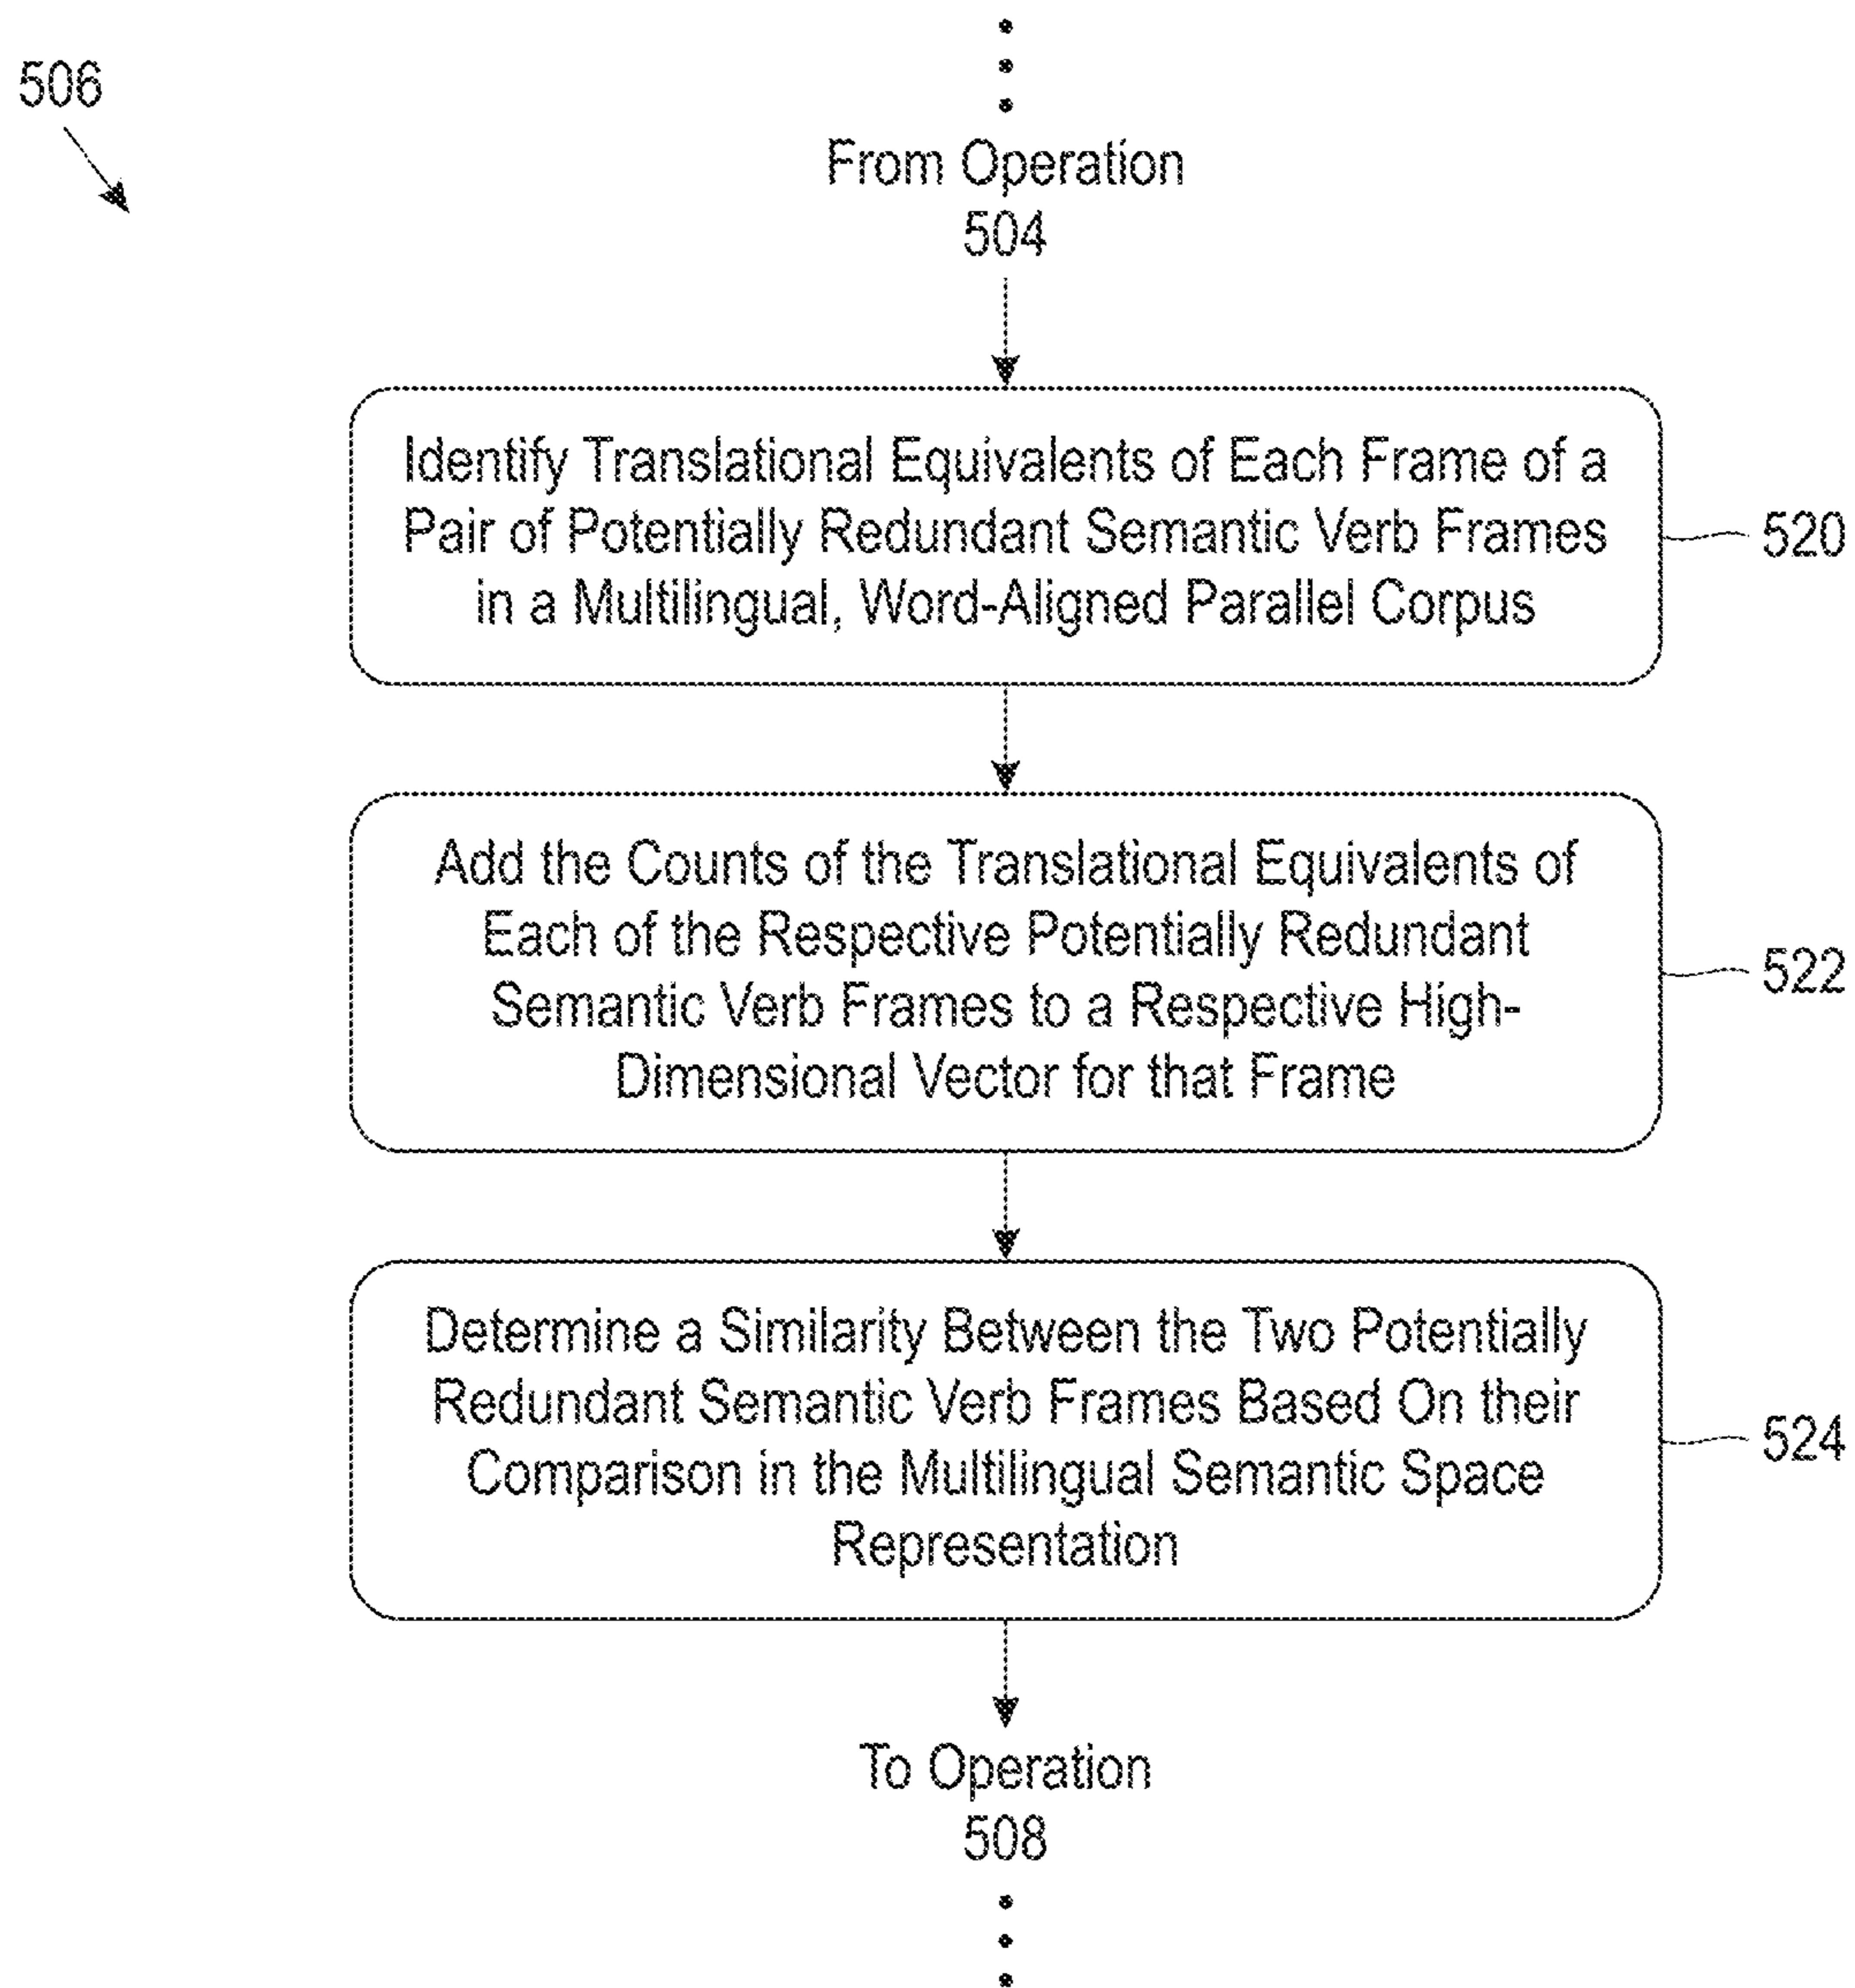 506
From Operation
504
Identify Translational Equivalents of Each Frame of a
Pair of Potentially Redundant Semantic Verb Frames
in a Multilingual, Word-Aligned Parallel Corpus
520
Add the Counts of the Translational Equivalents of
Each of the Respective Potentially Redundant
Semantic Verb Frames to a Respective High-
Dimensional Vector for that Frame
522
Determine a Similarity Between the Two Potentially
Redundant Semantic Verb Frames Based On their
Comparison in the Multilingual Semantic Space
Representation
524
To Operation
508